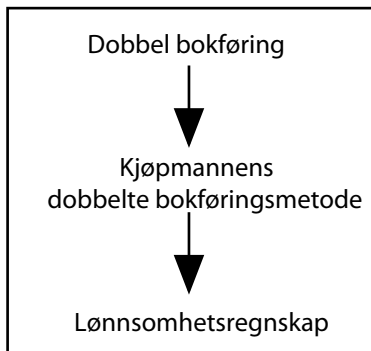 Dobbel bokføring
Kjøpmannens
dobbelte bokføringsmetode
Lønnsomhetsregnskap